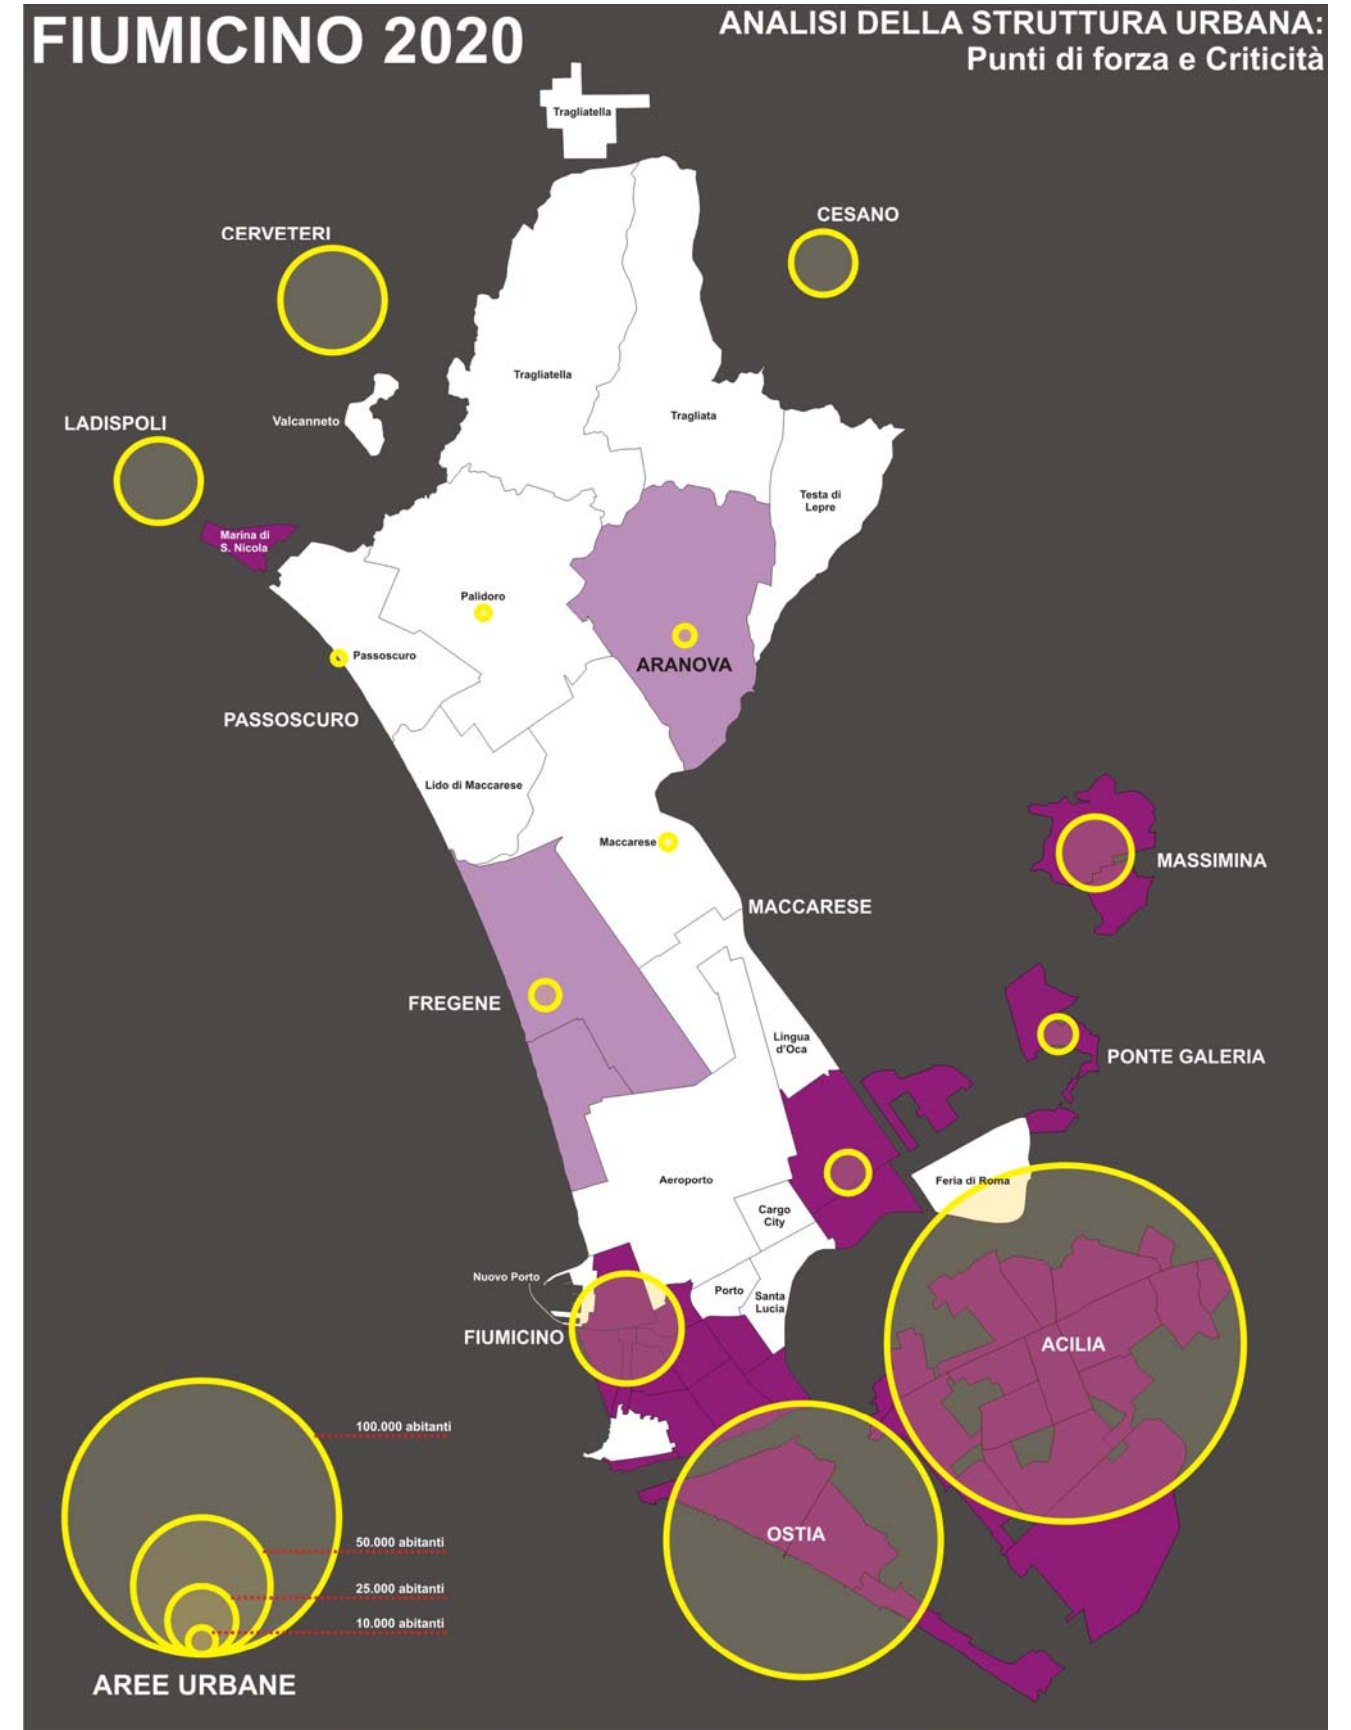 FIUMICINO 2020
ANALISI DELLA STRUTTURA URBANA:
Punti di forza e Criticità
Tragliatella
CESANO
CERVETERI
Tragliatella
Tragliata
Valcanneto
LADISPOLI
Testa di
Lepre
Marina di
S. Nicola
Palidoro
Passoscuro
ARANOVA
PASSOSCURO
Lido di Maccarese
Maccarese
MASSIMINA
MACCARESE
FREGENE
Lingua
d'Oca
PONTE GALERIA
Aeroporto
Feria di Roma
Cargo
City
Nuovo Porto
Porto
Santa
Lucia
FIUMICINO
ACILIA
100.000 abitanti
OSTIA
50.000 abitanti
25.000 abitanti
10.000 abitanti
AREE URBANE